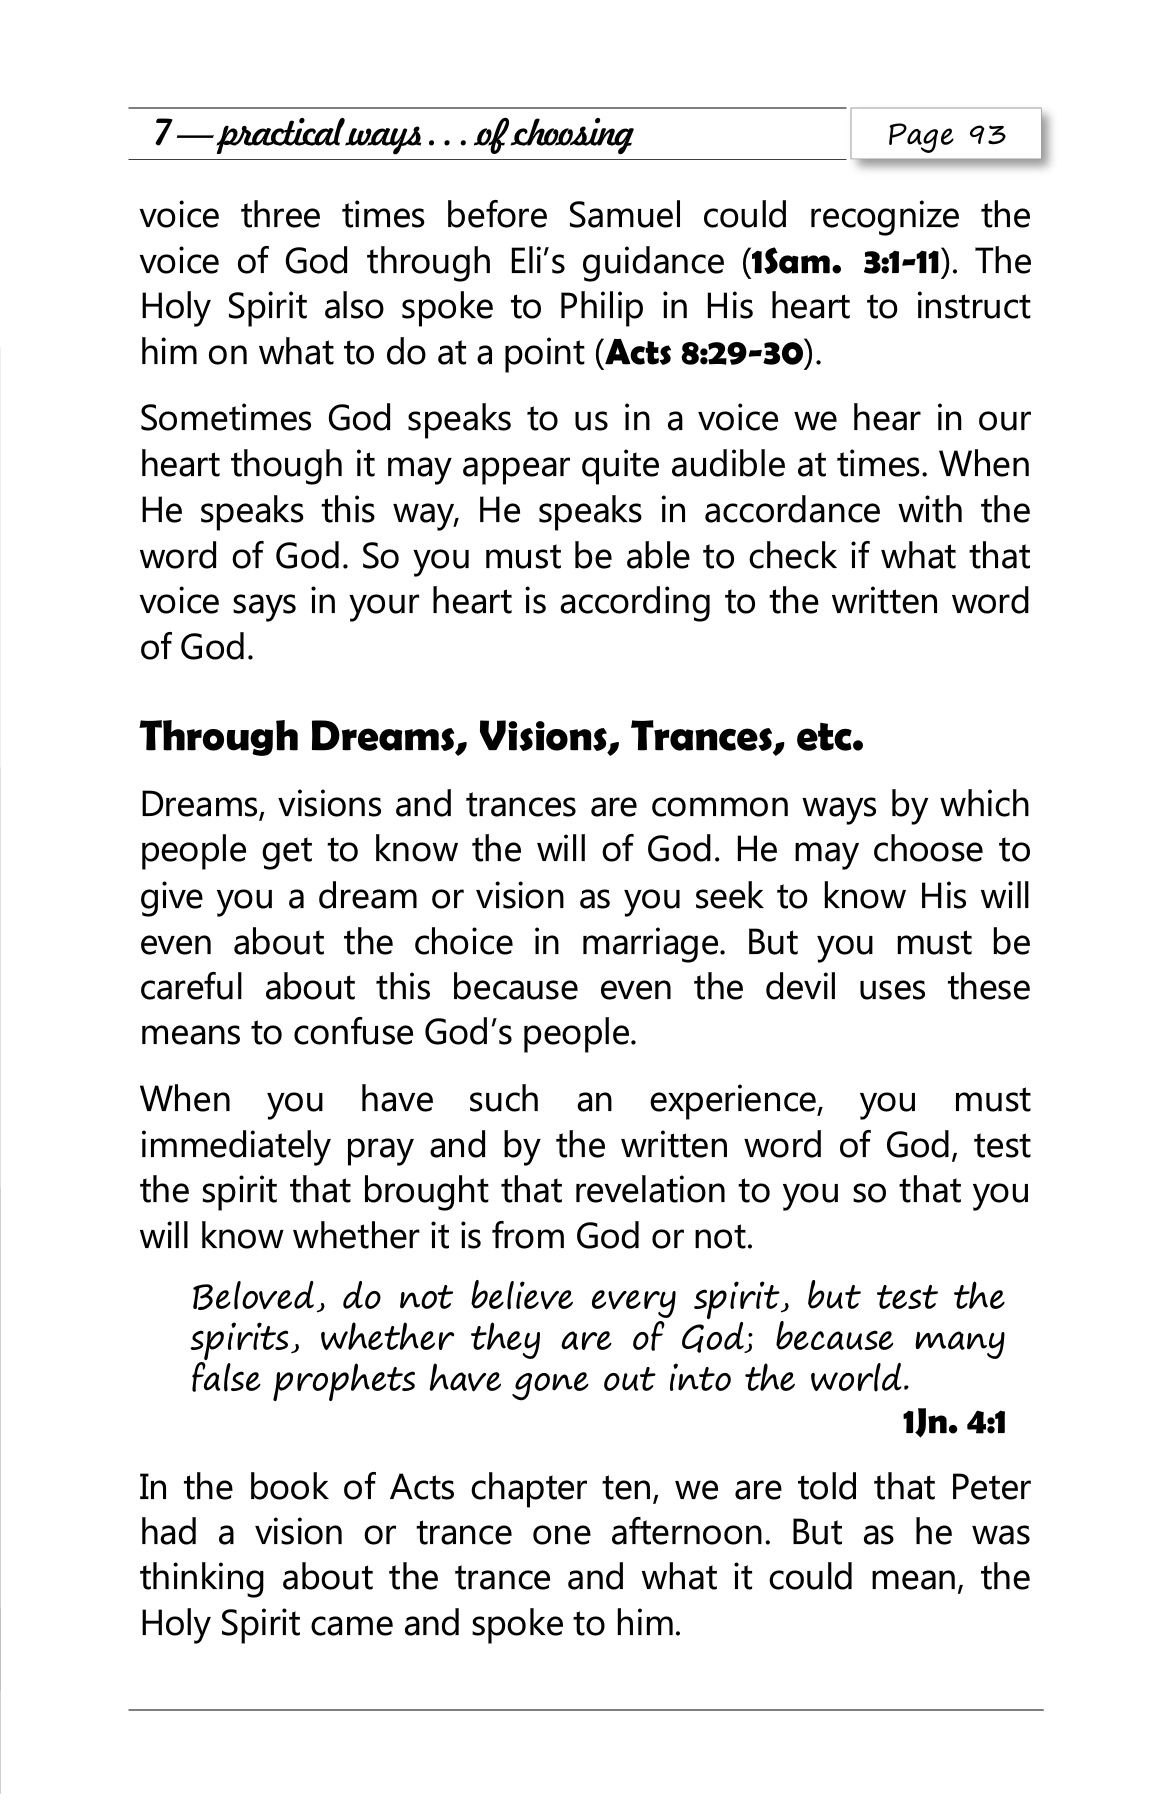 7 — practical ways . . . of choosing
Page 93
voice three times before Samuel could recognize the
voice of God through Eli’s guidance (1Sam. 3:1-11). The
Holy Spirit also spoke to Philip in His heart to instruct
him on what to do at a point (Acts 8:29-30).
Sometimes God speaks to us in a voice we hear in our
heart though it may appear quite audible at times. When
He speaks this way, He speaks in accordance with the
word of God. So you must be able to check if what that
voice says in your heart is according to the written word
of God.
Through Dreams, Visions, Trances, etc.
Dreams, visions and trances are common ways by which
people get to know the will of God. He may choose to
give you a dream or vision as you seek to know His will
even about the choice in marriage. But you must be
careful about this because even the devil uses these
means to confuse God’s people.
When you have such an experience, you must
immediately pray and by the written word of God, test
the spirit that brought that revelation to you so that you
will know whether it is from God or not.
Beloved, do not believe every spirit, but test the
spirits, whether they are of God; because many
false prophets have gone out into the world.
1Jn. 4:1
In the book of Acts chapter ten, we are told that Peter
had a vision or trance one afternoon. But as he was
thinking about the trance and what it could mean, the
Holy Spirit came and spoke to him.